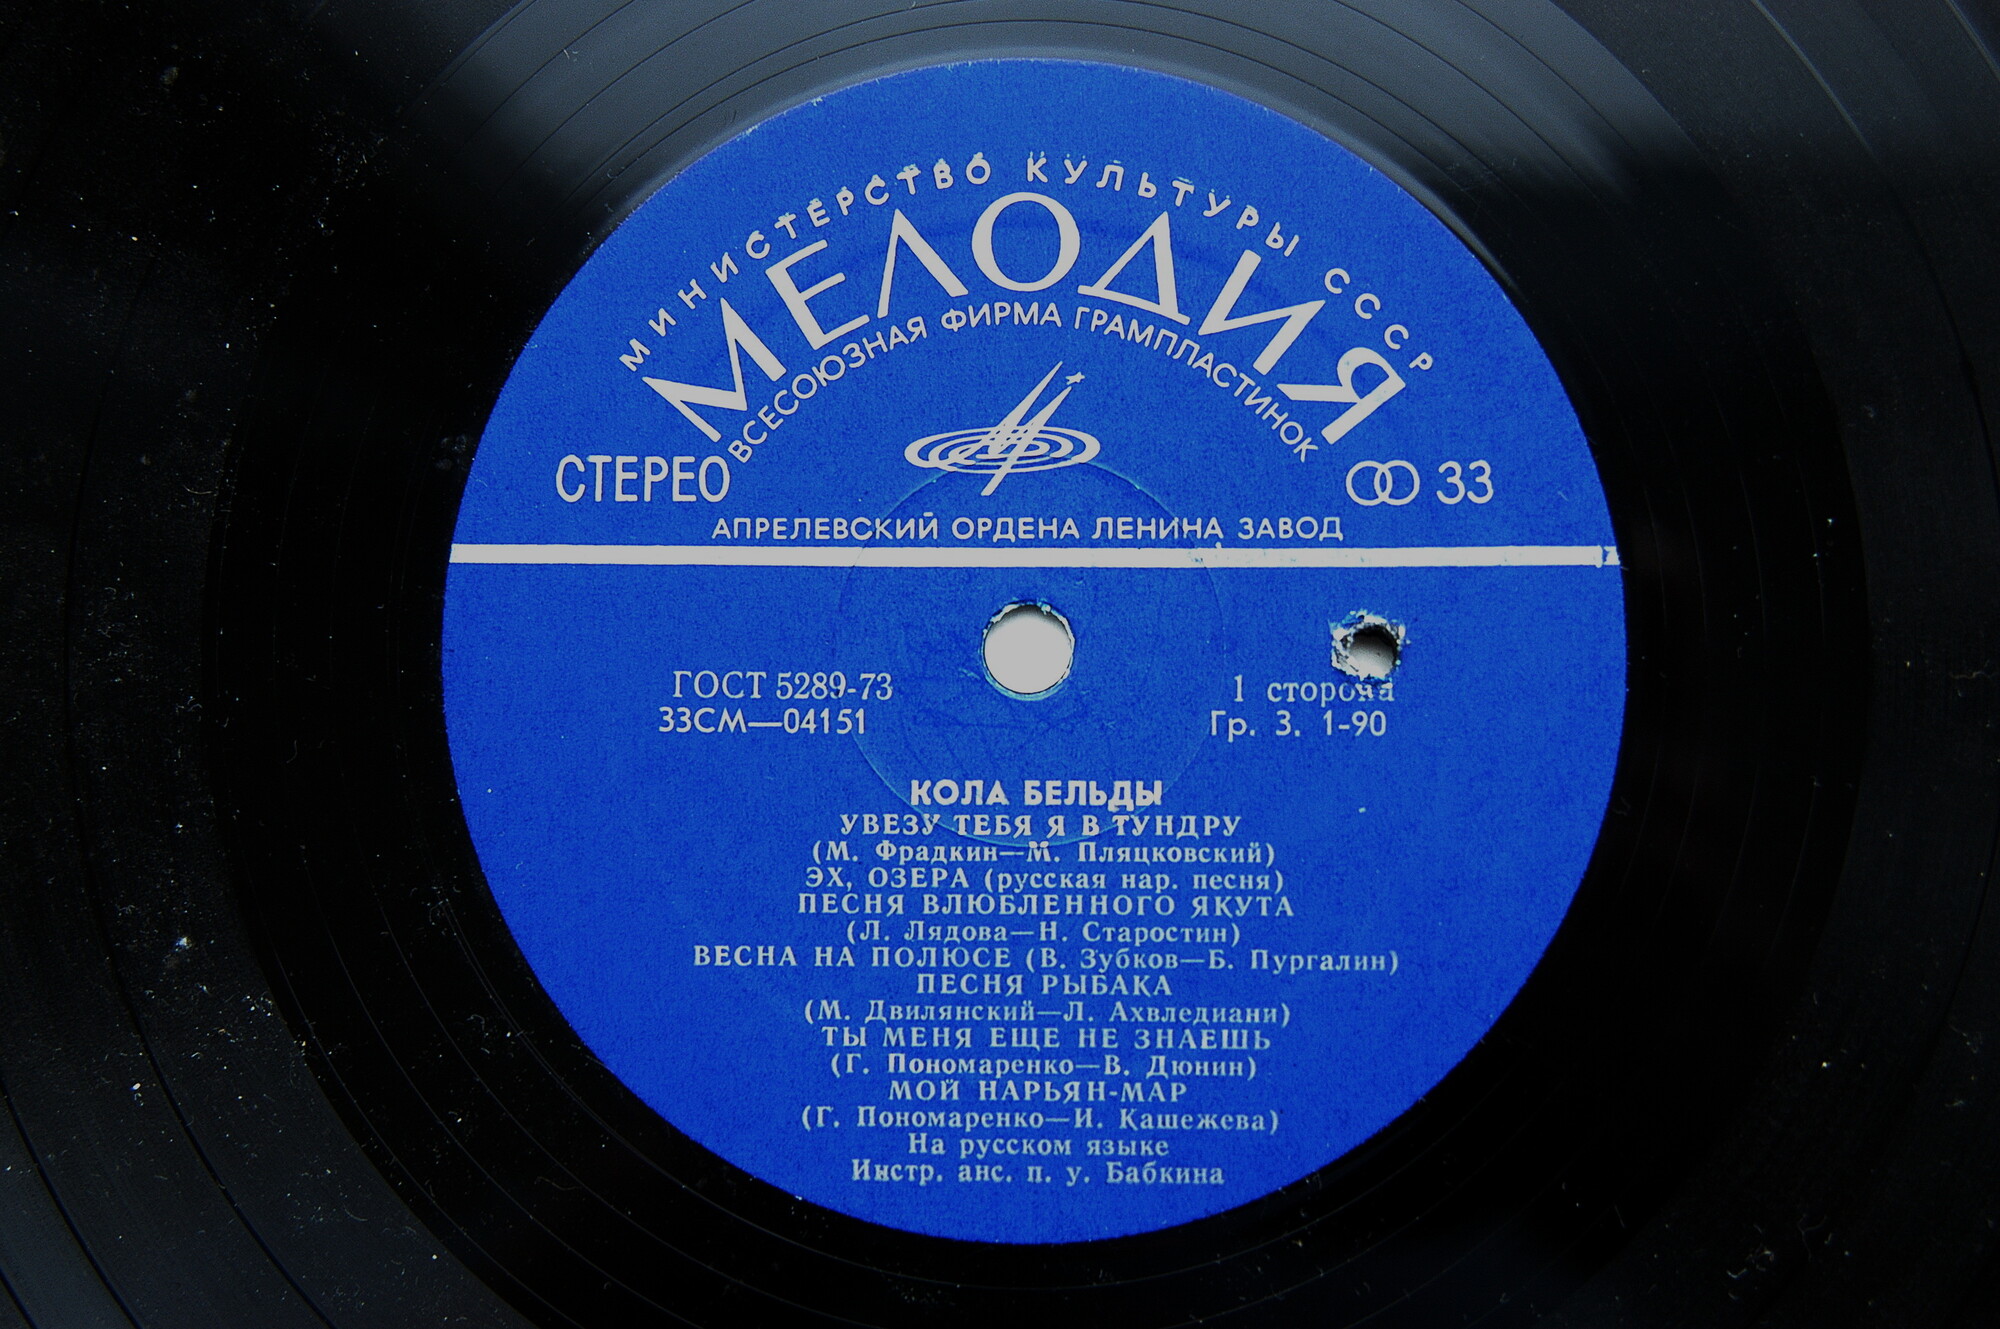 МИНИСТЕРСТВО КУЛЬТУРЫ СССР
МЕЛОДИЯ
ВСЕСОЮЗНАЯ ФИРМА ГРАМПЛАСТИНОК
СТЕРЕО
33
АПРЕЛЕВСКИЙ ОРДЕНА ЛЕНИНА ЗАВОД
ГОСТ 5289-73
33СМ—04151
1 сторона
Гр. 3. 1-90
КОЛА БЕЛЬДЫ
УВЕЗУ ТЕБЯ Я В ТУНДРУ
(М. Фрадкин—М. Пляцковский)
ЭХ, ОЗЕРА (русская нар. песня)
ПЕСНЯ ВЛЮБЛЕННОГО ЯКУТА
(Л. Лядова—Н. Старостин)
ВЕСНА НА ПОЛЮСЕ (В. Зубков—Б. Пургалин)
ПЕСНЯ РЫБАКА
(М. Двилянский—Л. Ахвледиани)
ТЫ МЕНЯ ЕЩЕ НЕ ЗНАЕШЬ
(Г. Пономаренко—В. Дюнин)
МОЙ НАРЬЯН-МАР
(Г. Пономаренко—И. Кашежева)
На русском языке
Инстр. анс. п. у. Бабкина